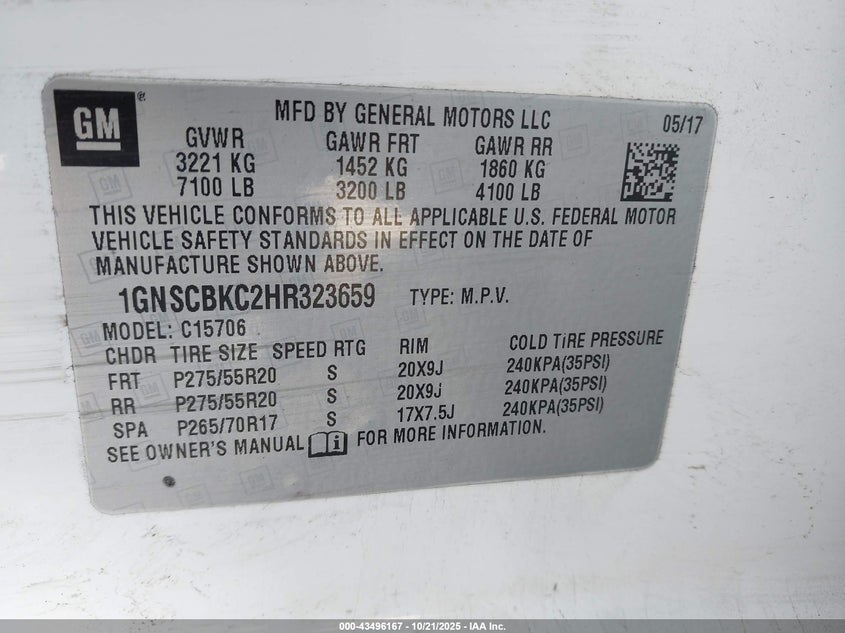 GM
MFD BY GENERAL MOTORS LLC
05/17
GVWR GAWR FRT GAWR RR
3221 KG 1452 KG 1860 KG
7100 LB 3200 LB 4100 LB
THIS VEHICLE CONFORMS TO ALL APPLICABLE U.S. FEDERAL MOTOR
VEHICLE SAFETY STANDARDS IN EFFECT ON THE DATE OF
MANUFACTURE SHOWN ABOVE.
1GNSCBKC2HR323659 TYPE: M.P.V.
MODEL: C15706
CHDR TIRE SIZE SPEED RTG RIM COLD TIRE PRESSURE
FRT P275/55R20 S 20X9J 240KPA(35PSI)
RR P275/55R20 S 20X9J 240KPA(35PSI)
SPA P265/70R17 S 17X7.5J 240KPA(35PSI)
SEE OWNER'S MANUAL i FOR MORE INFORMATION.
000-43496167 - 10/21/2025 - IAA Inc.